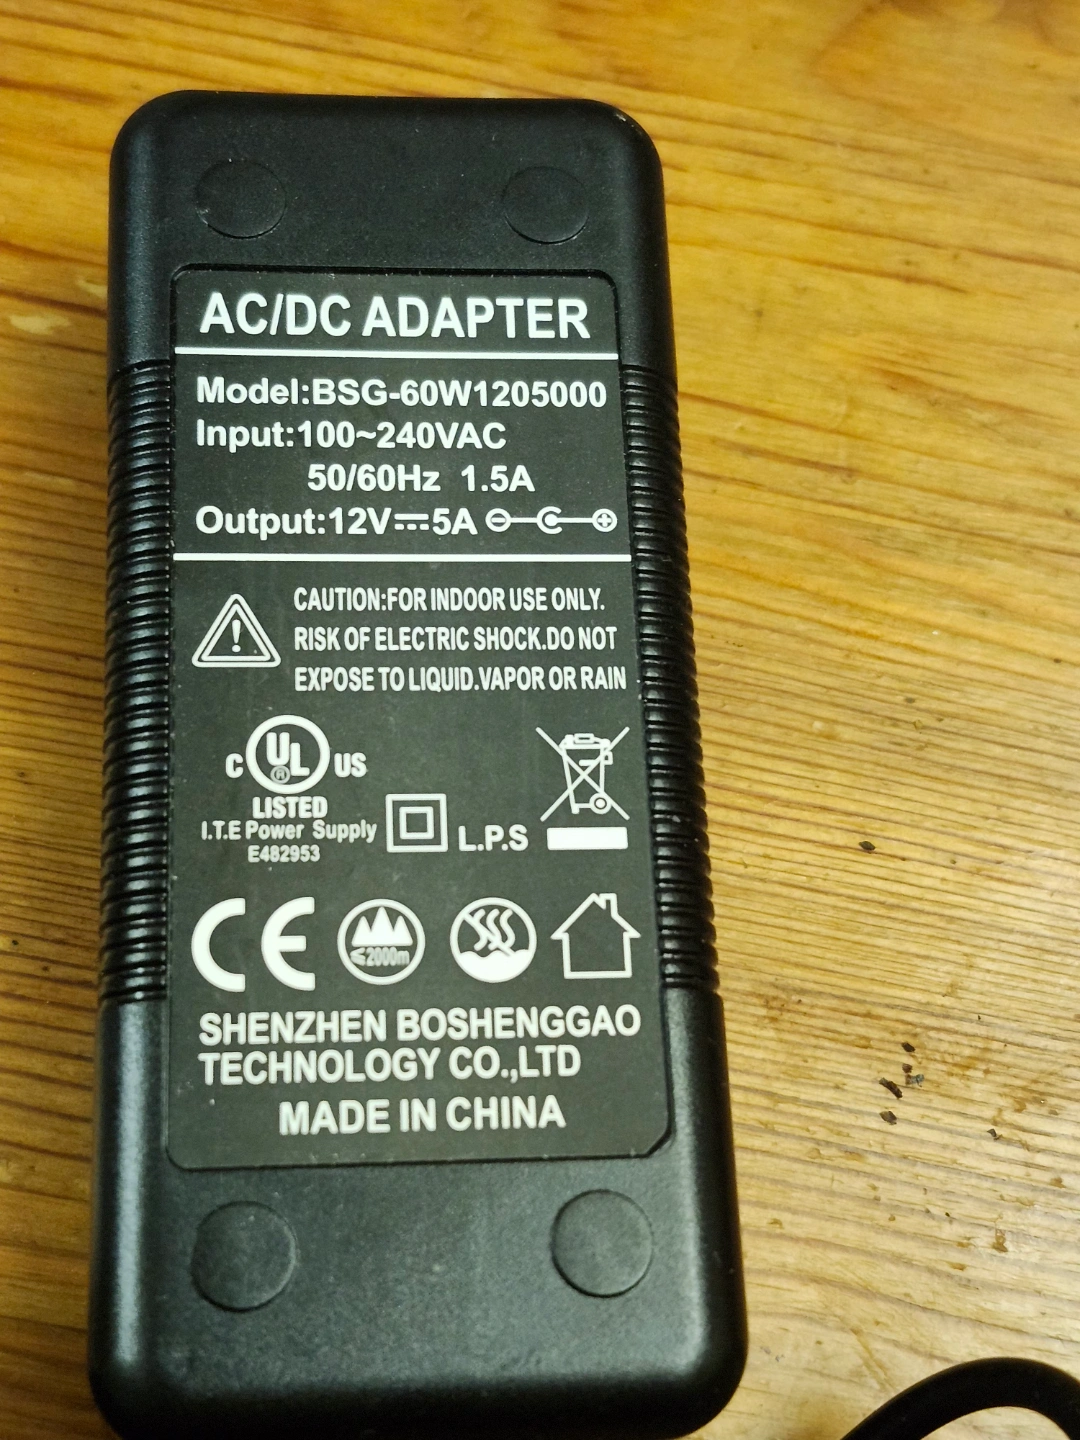 AC/DC ADAPTER
Model:BSG-60W1205000
Input:100~240VAC
50/60Hz 1.5A
Output:12V⎓5A
CAUTION:FOR INDOOR USE ONLY.
RISK OF ELECTRIC SHOCK.DO NOT
EXPOSE TO LIQUID.VAPOR OR RAIN
C UL ® US
LISTED
I.T.E Power Supply
E482953
L.P.S
CE
≤2000m
SHENZHEN BOSHENGGAO
TECHNOLOGY CO.,LTD
MADE IN CHINA